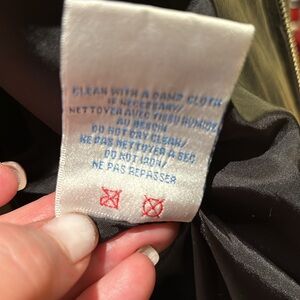 CLEAN WITH A DAMP CLOTH
IF NECESSARY/
NETTOYER AVEC TISSU HUMIDE
AU BESOIN
DO NOT DRY CLEAN/
NE PAS NETTOYER A SEC
DO NOT IRON/
NE PAS REPASSER